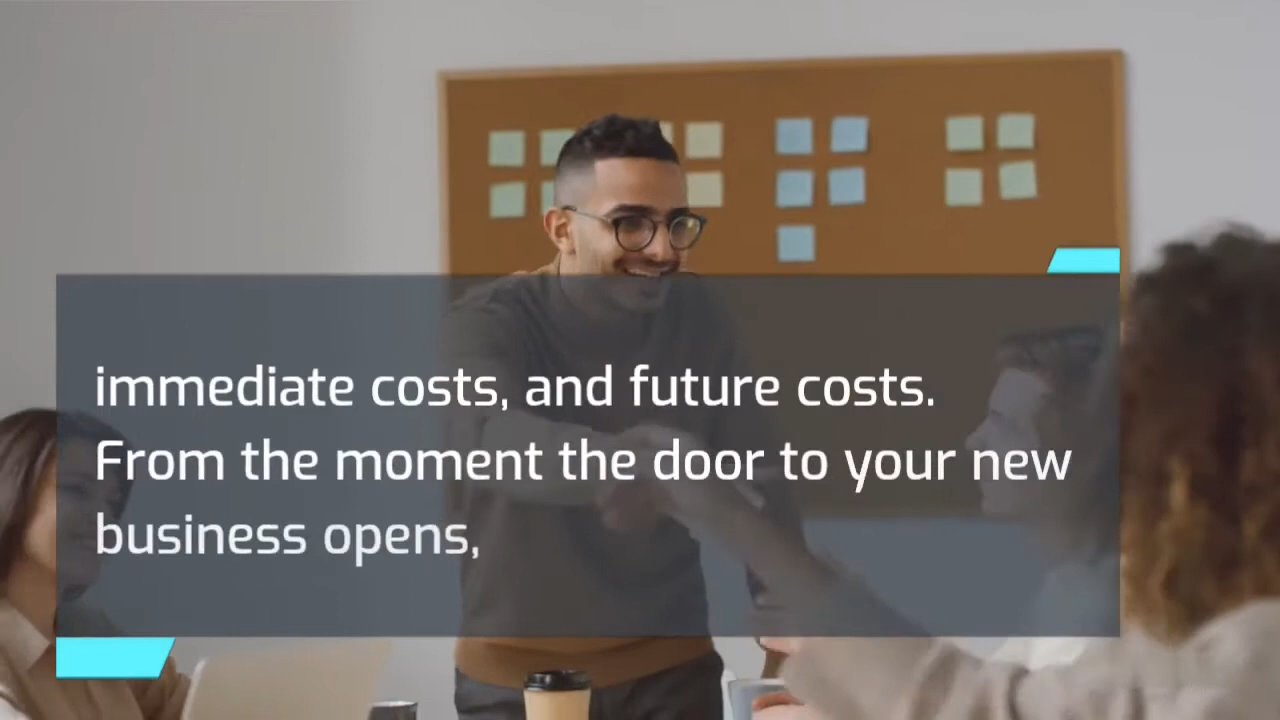 immediate costs, and future costs.
From the moment the door to your new
business opens,